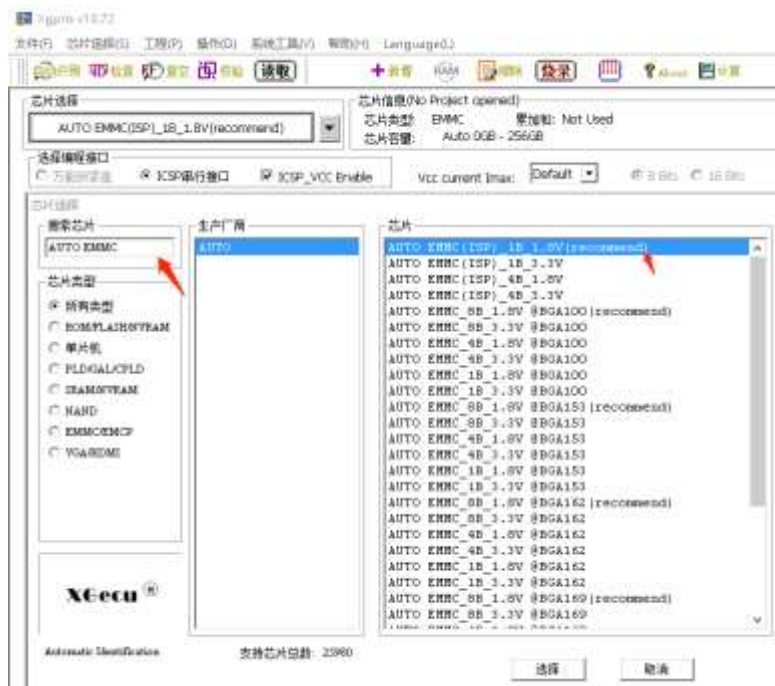 Xgpro v12.72
文件(F) 芯片选择(S) 工程(P) 操作(O) 系统工具(V) 帮助(H) Language(L)
读取
RAM
烧录
About
计算
芯片选择
AUTO EMMC(ISP)_1B_1.8V(recommend)
芯片信息(No Project opened)
芯片类型: EMMC 累加和: Not Used
芯片容量: Auto 0GB - 256GB
选择编程接口
ICSP串行接口 ICSP_VCC Enable Vcc current Imax: Default 8 Bits 16 Bits
芯片选择
搜索芯片
AUTO EMMC
芯片类型
所有类型
ROM/FLASH/NVRAM
单片机
PLD/GAL/CPLD
SRAM/NVRAM
NAND
EMMC/EMCP
VGA/HDMI
生产厂商
AUTO
芯片
AUTO EMMC(ISP)_1B_1.8V(recommend)
AUTO EMMC(ISP)_1B_3.3V
AUTO EMMC(ISP)_4B_1.8V
AUTO EMMC(ISP)_4B_3.3V
AUTO EMMC_8B_1.8V @BGA100(recommend)
AUTO EMMC_8B_3.3V @BGA100
AUTO EMMC_4B_1.8V @BGA100
AUTO EMMC_4B_3.3V @BGA100
AUTO EMMC_1B_1.8V @BGA100
AUTO EMMC_1B_3.3V @BGA100
AUTO EMMC_8B_1.8V @BGA153(recommend)
AUTO EMMC_8B_3.3V @BGA153
AUTO EMMC_4B_1.8V @BGA153
AUTO EMMC_4B_3.3V @BGA153
AUTO EMMC_1B_1.8V @BGA153
AUTO EMMC_1B_3.3V @BGA153
AUTO EMMC_8B_1.8V @BGA162(recommend)
AUTO EMMC_8B_3.3V @BGA162
AUTO EMMC_4B_1.8V @BGA162
AUTO EMMC_4B_3.3V @BGA162
AUTO EMMC_1B_1.8V @BGA162
AUTO EMMC_1B_3.3V @BGA162
AUTO EMMC_8B_1.8V @BGA169(recommend)
AUTO EMMC_8B_3.3V @BGA169
XGecu ®
Automatic Identification
支持芯片总数: 25980
选择 取消